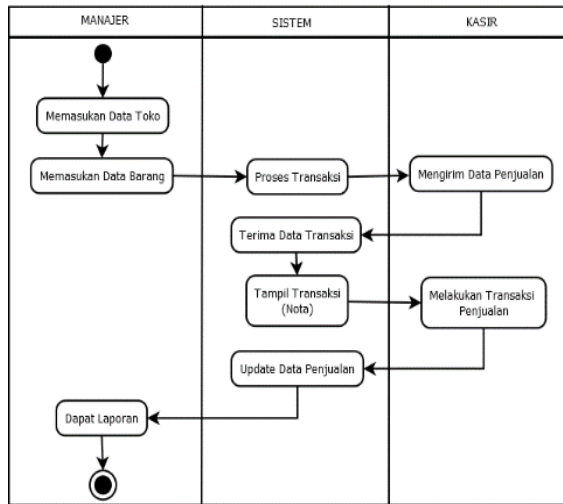 MANAJER
SISTEM
KASIR
Memasukan Data Toko
Memasukan Data Barang
Proses Transaksi
Mengirim Data Penjualan
Terima Data Transaksi
Tampil Transaksi
(Nota)
Melakukan Transaksi
Penjualan
Update Data Penjualan
Dapat Laporan